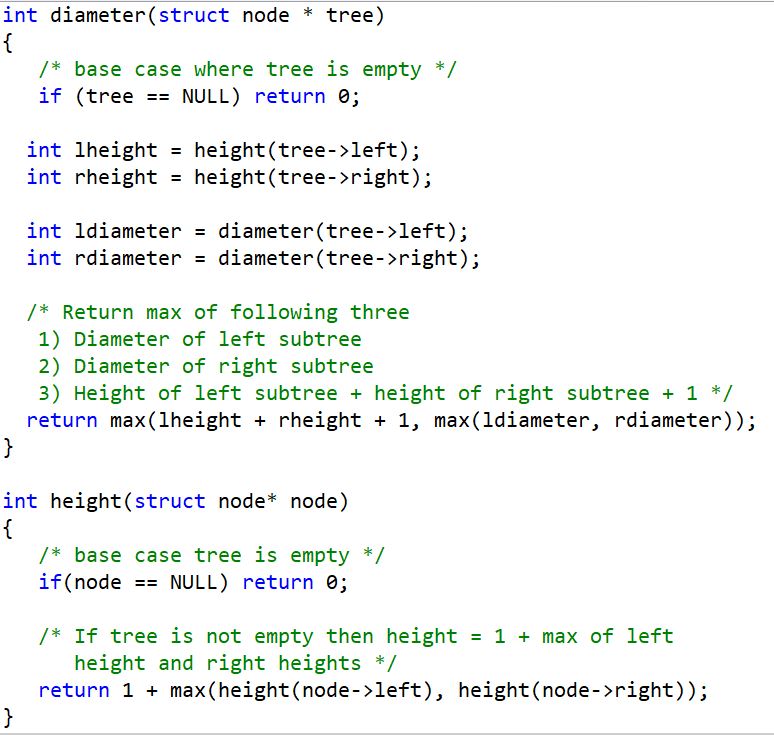 int diameter(struct node * tree)
{
/* base case where tree is empty */
if (tree == NULL) return 0;
int lheight = height(tree->left);
int rheight = height(tree->right);
int ldiameter = diameter(tree->left);
int rdiameter = diameter(tree->right);
/* Return max of following three
1) Diameter of left subtree
2) Diameter of right subtree
3) Height of left subtree + height of right subtree + 1 */
return max(lheight + rheight + 1, max(ldiameter, rdiameter));
}
int height(struct node* node)
{
/* base case tree is empty */
if(node == NULL) return 0;
/* If tree is not empty then height = 1 + max of left
height and right heights */
return 1 + max(height(node->left), height(node->right));
}